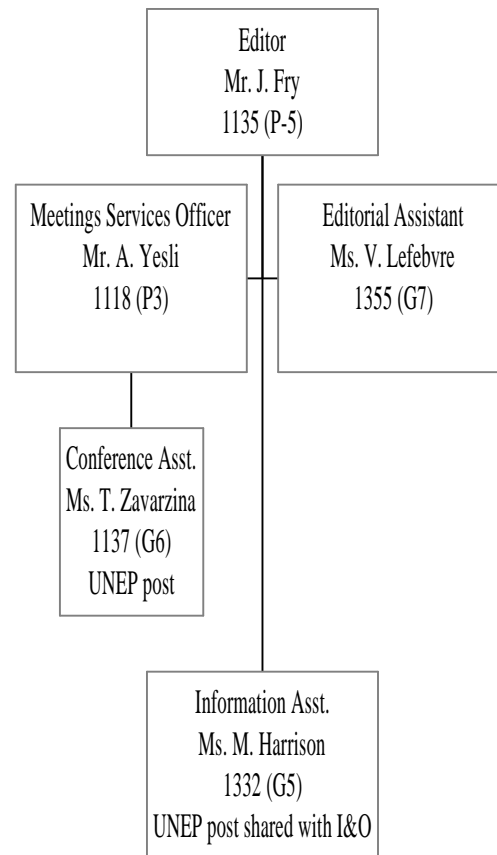 Editor
Mr. J. Fry
1135 (P-5)
Meetings Services Officer
Mr. A. Yesli
1118 (P3)
Editorial Assistant
Ms. V. Lefebvre
1355 (G7)
Conference Asst.
Ms. T. Zavarzina
1137 (G6)
UNEP post
Information Asst.
Ms. M. Harrison
1332 (G5)
UNEP post shared with I&O